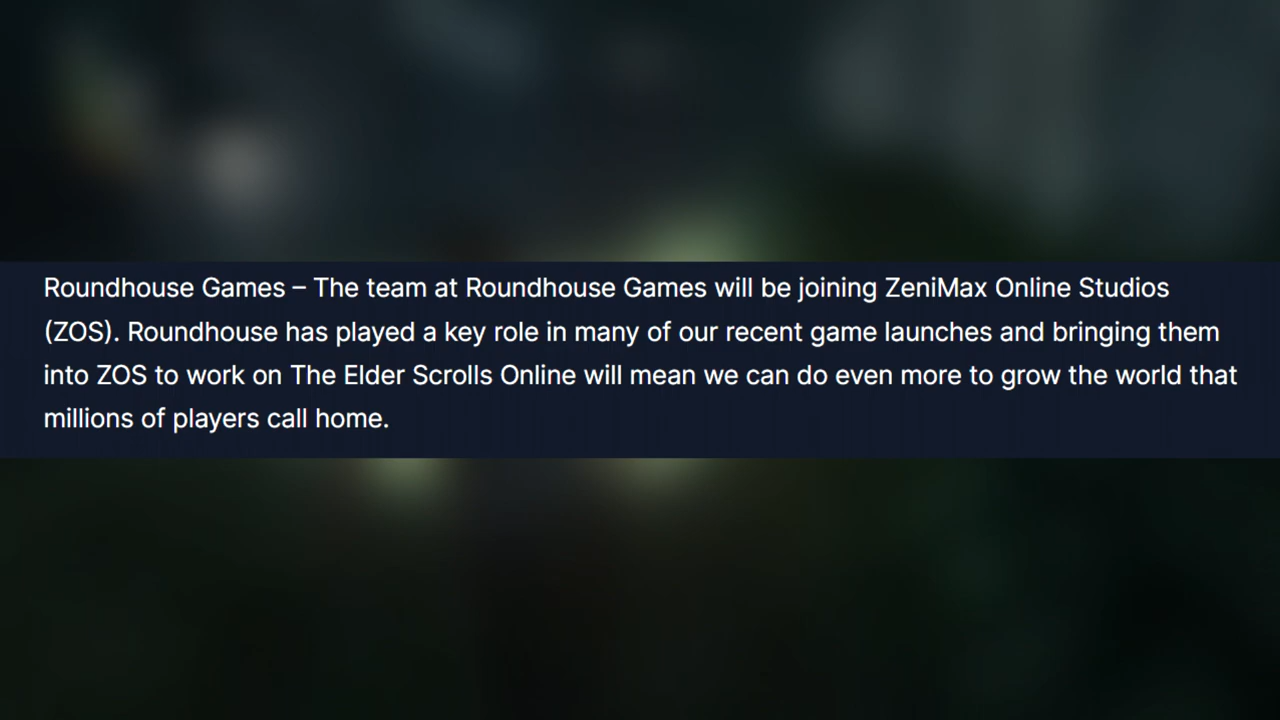 Roundhouse Games – The team at Roundhouse Games will be joining ZeniMax Online Studios
(ZOS). Roundhouse has played a key role in many of our recent game launches and bringing them
into ZOS to work on The Elder Scrolls Online will mean we can do even more to grow the world that
millions of players call home.